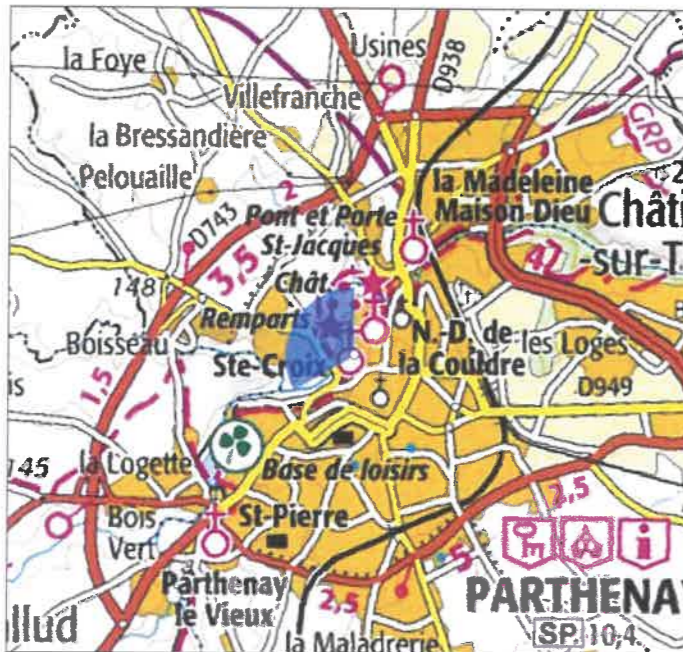 la Foye
Usines
D938
Villefranche
la Bressandière
GRP
Pelouaille
2
la Madeleine
Maison Dieu
Châti
D743
Pont et Porte
St-Jacques
-sur-T
3,5
Chât
47
148
Remparts
N.-D. de
la Couldre
les Loges
Boisseau
Ste-Croix
D949
1,5
la Logette
145
Base de loisirs
2,5
Bois
Vert
St-Pierre
5
i
Parthenay
le Vieux
2,5
PARTHENAY
SP. 10,4
llud
la Maladrerie